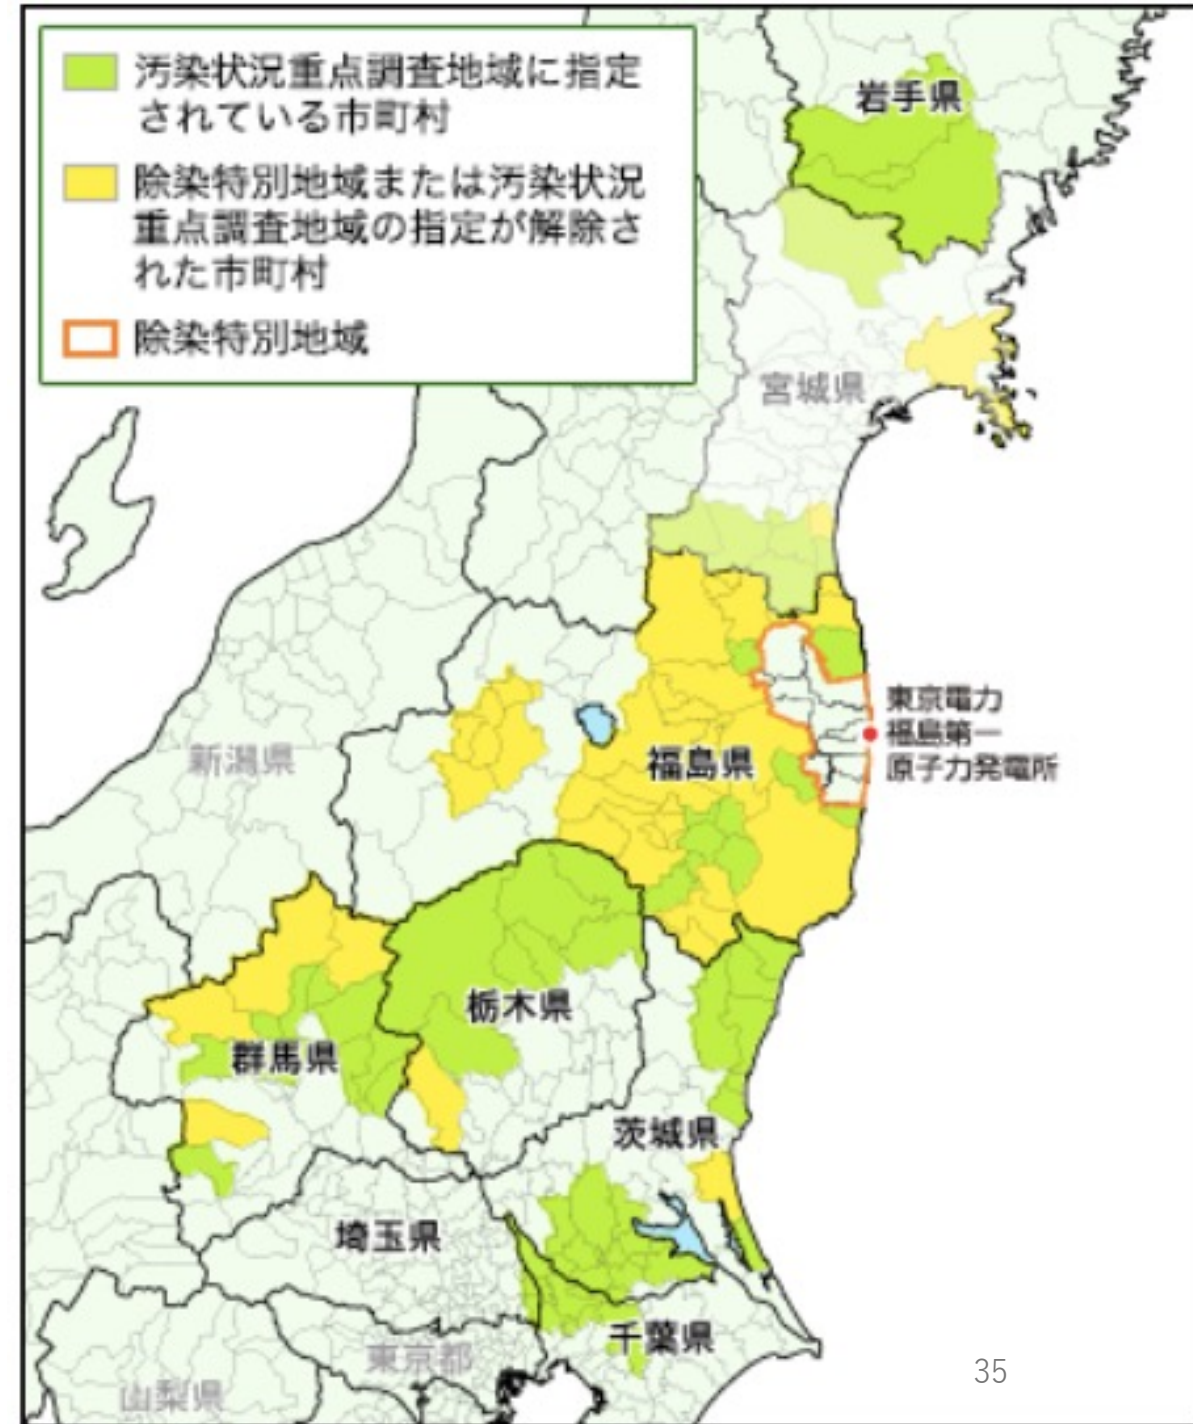 汚染状況重点調査地域に指定
されている市町村
除染特別地域または汚染状況
重点調査地域の指定が解除さ
れた市町村
除染特別地域
岩手県
宮城県
東京電力
福島第一
原子力発電所
新潟県
福島県
栃木県
群馬県
茨城県
埼玉県
千葉県
東京都
山梨県
35